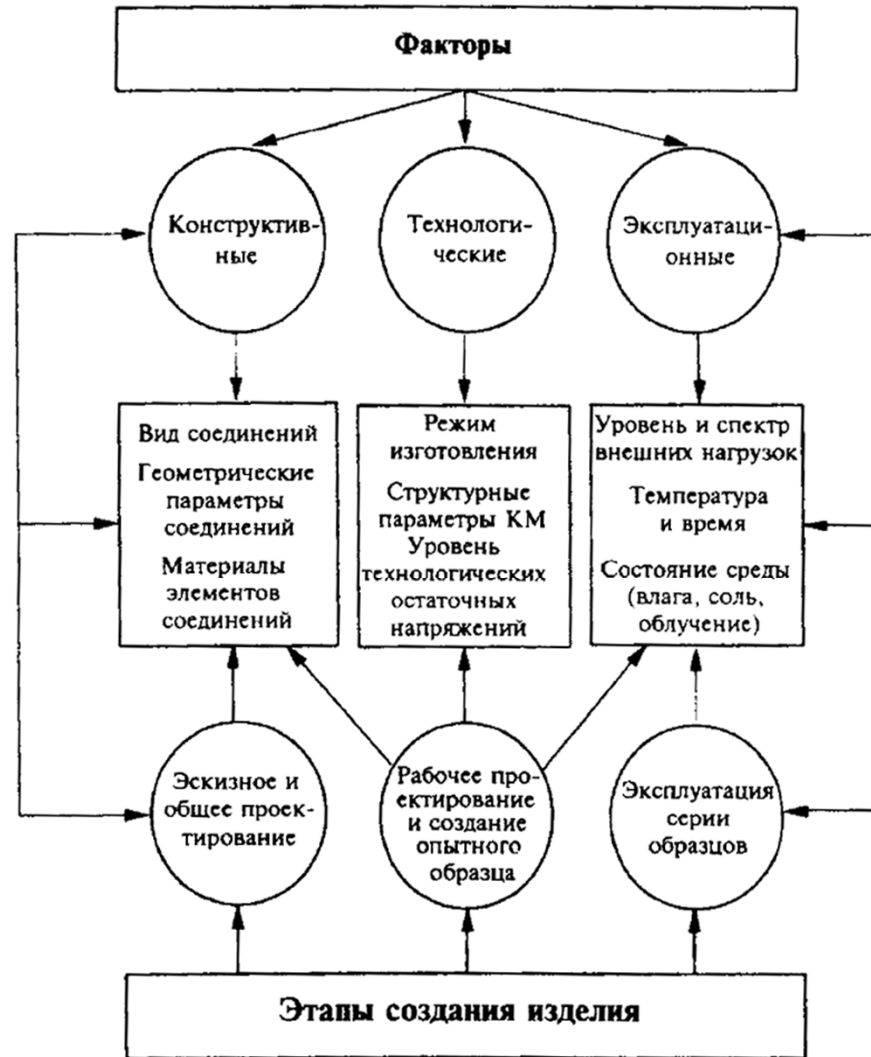 Факторы
Конструктив-
ные
Технологи-
ческие
Эксплуатаци-
онные
Вид соединений
Геометрические
параметры
соединений
Материалы
элементов
соединений
Режим
изготовления
Структурные
параметры КМ
Уровень
технологических
остаточных
напряжений
Уровень и спектр
внешних нагрузок
Температура
и время
Состояние среды
(влага, соль,
облучение)
Эскизное и
общее проек-
тирование
Рабочее про-
ектирование
и создание
опытного
образца
Эксплуатация
серии
образцов
Этапы создания изделия